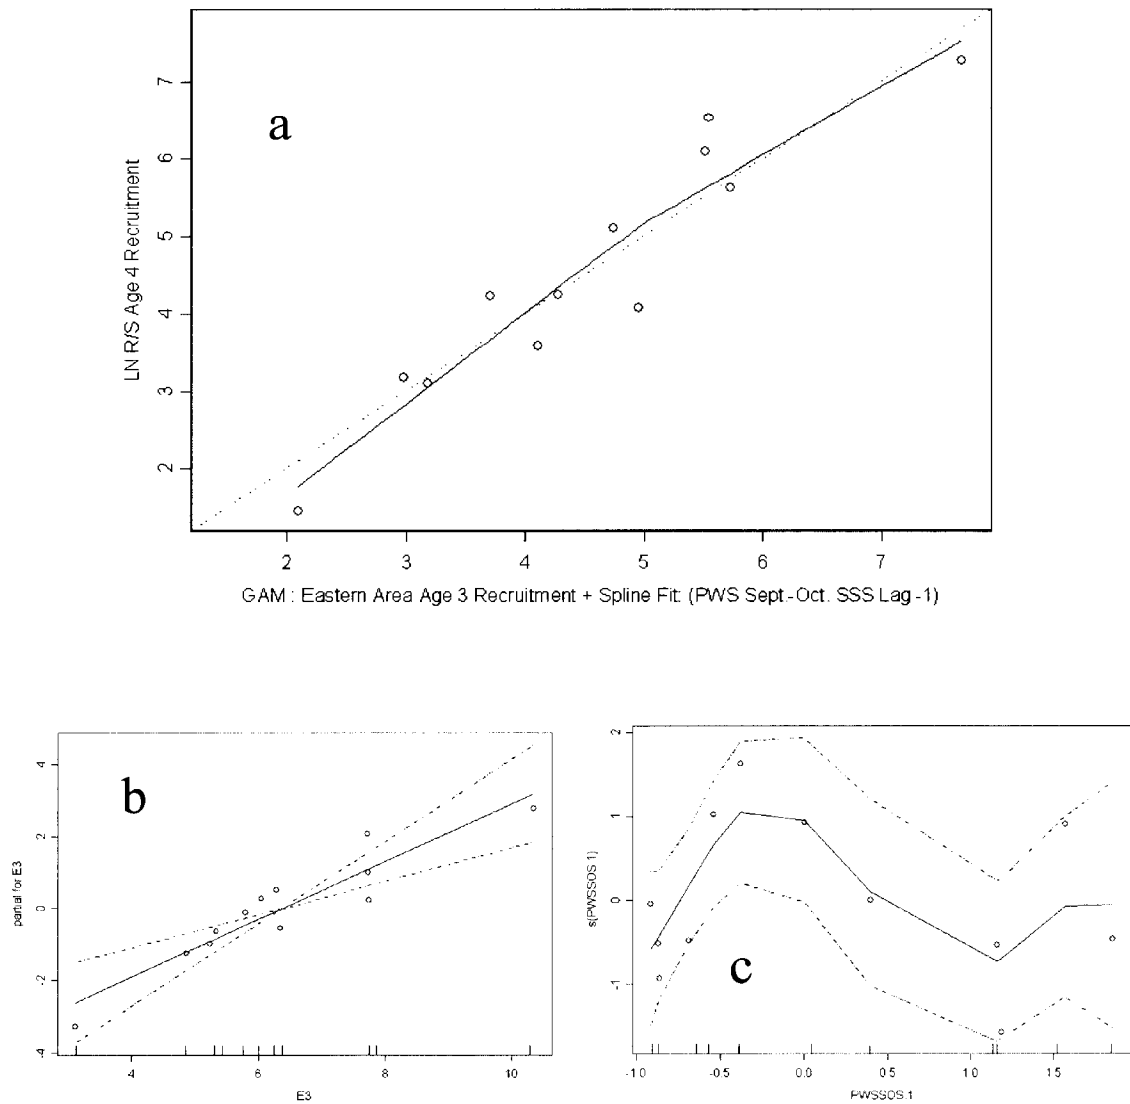 a
LN R/S Age 4 Recruitment
7
6
5
4
3
2
2 3 4 5 6 7
GAM : Eastern Area Age 3 Recruitment + Spline Fit: (PWS Sept.-Oct. SSS Lag -1)
b
partial for E3
4
2
0
-2
-4
4 6 8 10
E3
c
s(PWSSOS.1)
2
1
0
-1
-1.0 -0.5 0.0 0.5 1.0 1.5
PWSSOS.1